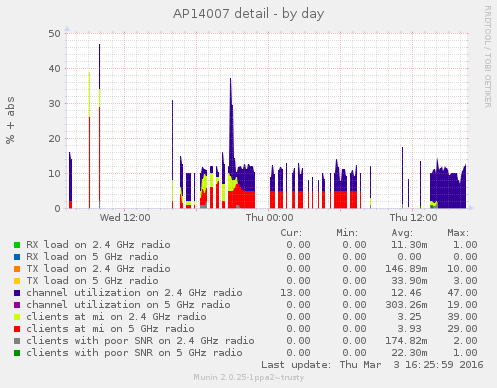 AP14007 detail - by day
RRDTOOL / TOBI OETIKER
% + abs
50
40
30
20
10
0
Wed 12:00 Thu 00:00 Thu 12:00
Cur: Min: Avg: Max:
RX load on 2.4 GHz radio 0.00 0.00 11.30m 1.00
RX load on 5 GHz radio 0.00 0.00 0.00 0.00
TX load on 2.4 GHz radio 0.00 0.00 146.89m 10.00
TX load on 5 GHz radio 0.00 0.00 33.90m 3.00
channel utilization on 2.4 GHz radio 13.00 0.00 12.46 47.00
channel utilization on 5 GHz radio 0.00 0.00 303.26m 19.00
clients at mi on 2.4 GHz radio 0.00 0.00 3.25 39.00
clients at mi on 5 GHz radio 0.00 0.00 3.93 29.00
clients with poor SNR on 2.4 GHz radio 0.00 0.00 174.82m 2.00
clients with poor SNR on 5 GHz radio 0.00 0.00 22.30m 1.00
Last update: Thu Mar 3 16:25:59 2016
Munin 2.0.25-1ppa2~trusty